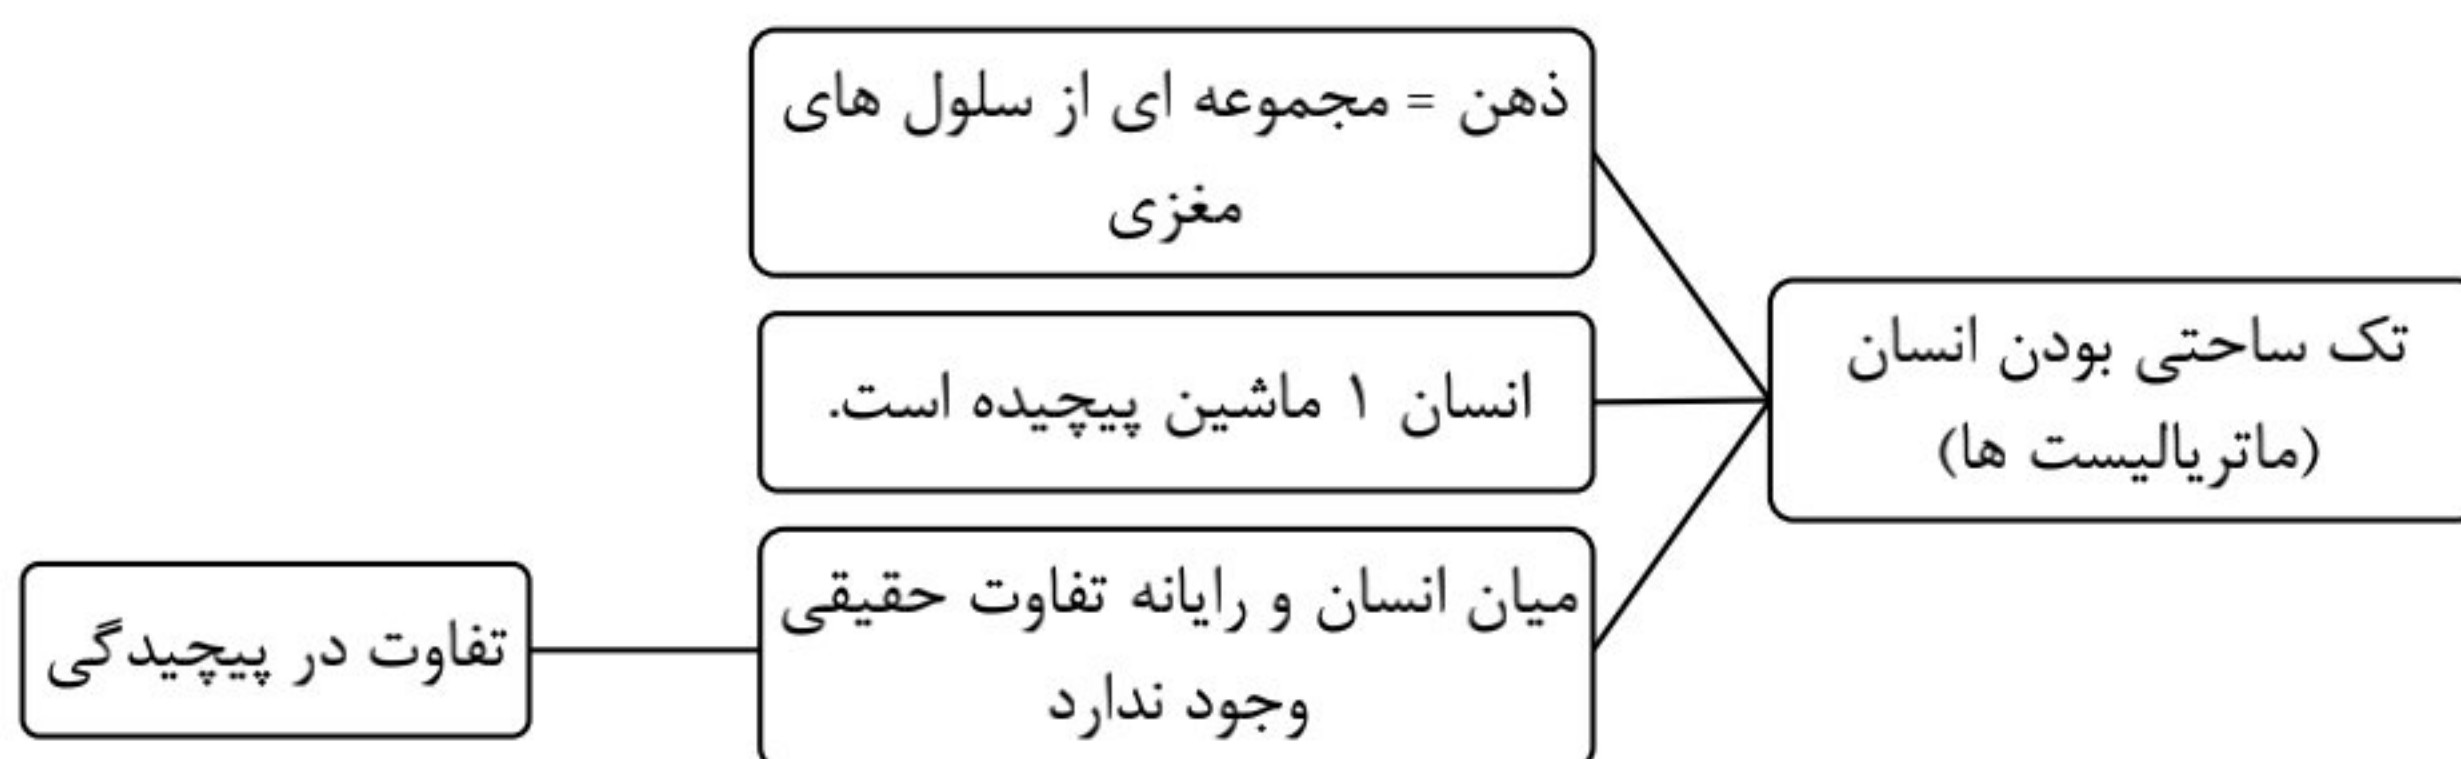 تک ساحتی بودن انسان
(ماتریالیست ها)
ذهن = مجموعه ای از سلول های
مغزی
انسان ۱ ماشین پیچیده است.
میان انسان و رایانه تفاوت حقیقی
وجود ندارد
تفاوت در پیچیدگی